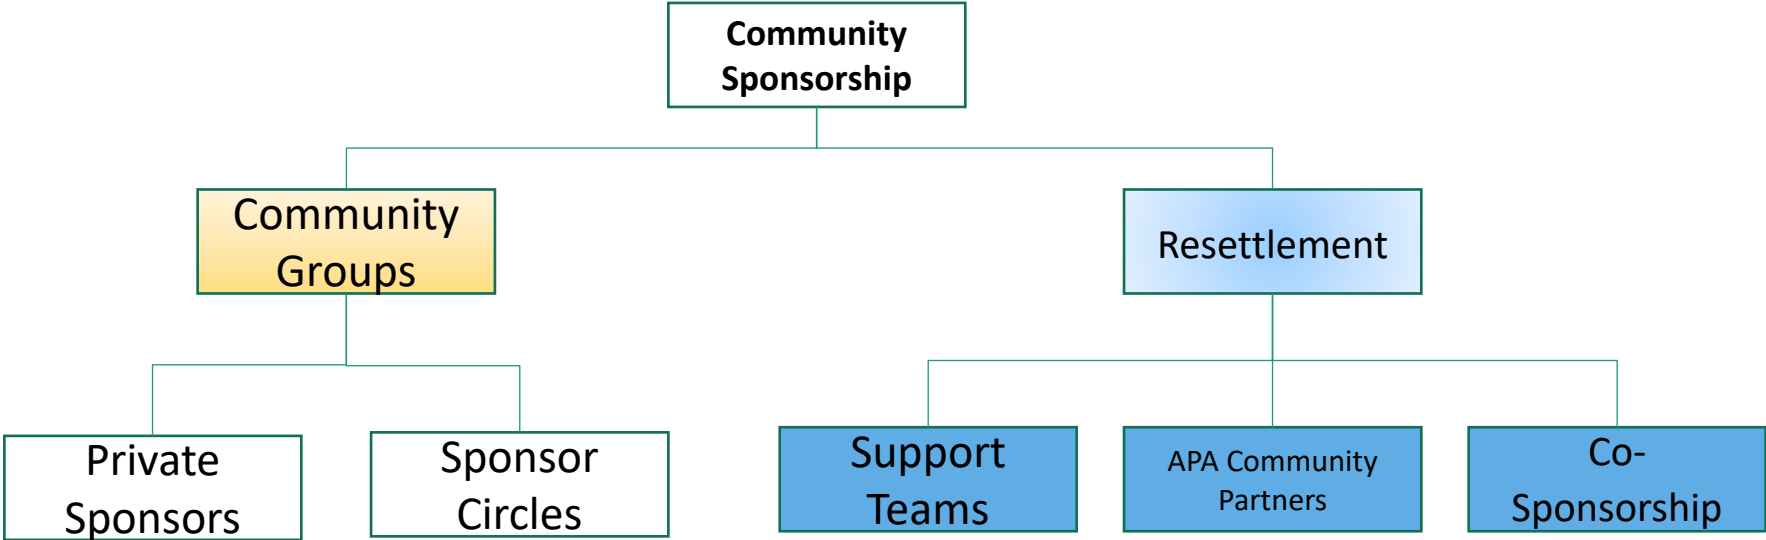 Community
Sponsorship
Community
Groups
Resettlement
Private
Sponsors
Sponsor
Circles
Support
Teams
APA Community
Partners
Co-
Sponsorship